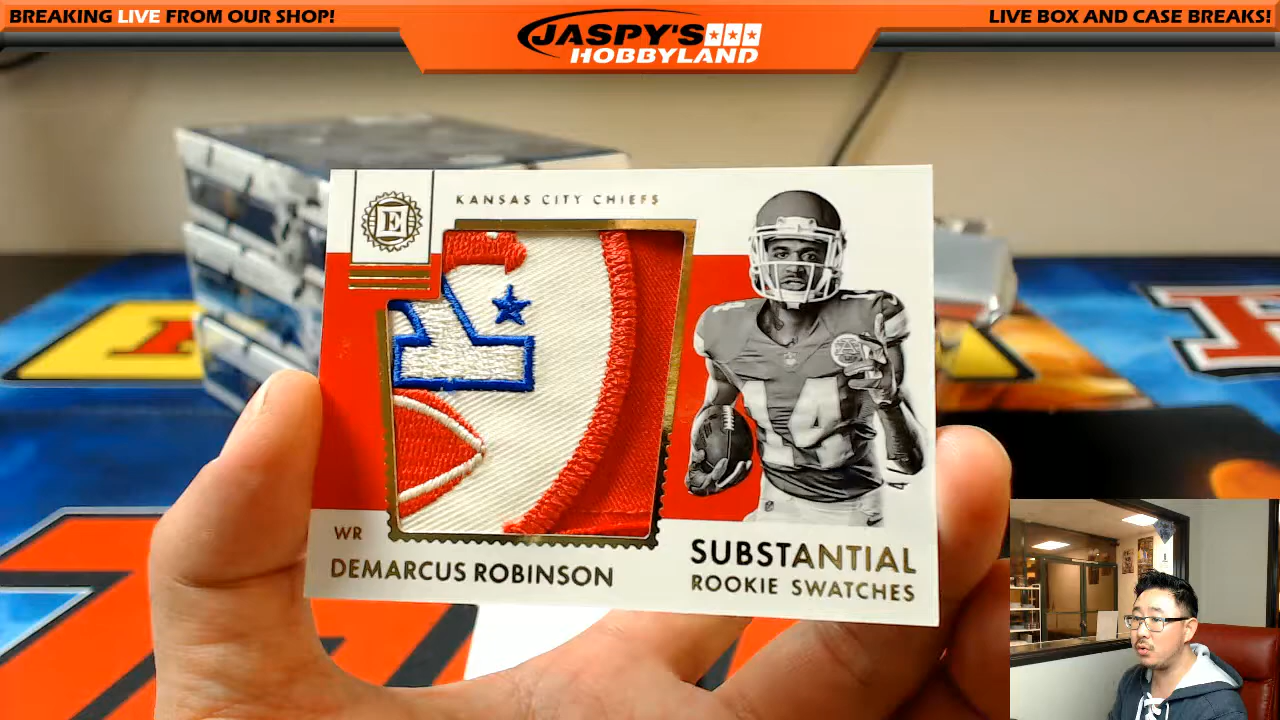 BREAKING LIVE FROM OUR SHOP!
JASPY'S
HOBBYLAND
LIVE BOX AND CASE BREAKS!
E
KANSAS CITY CHIEFS
14
WR
DEMARCUS ROBINSON
SUBSTANTIAL
ROOKIE SWATCHES